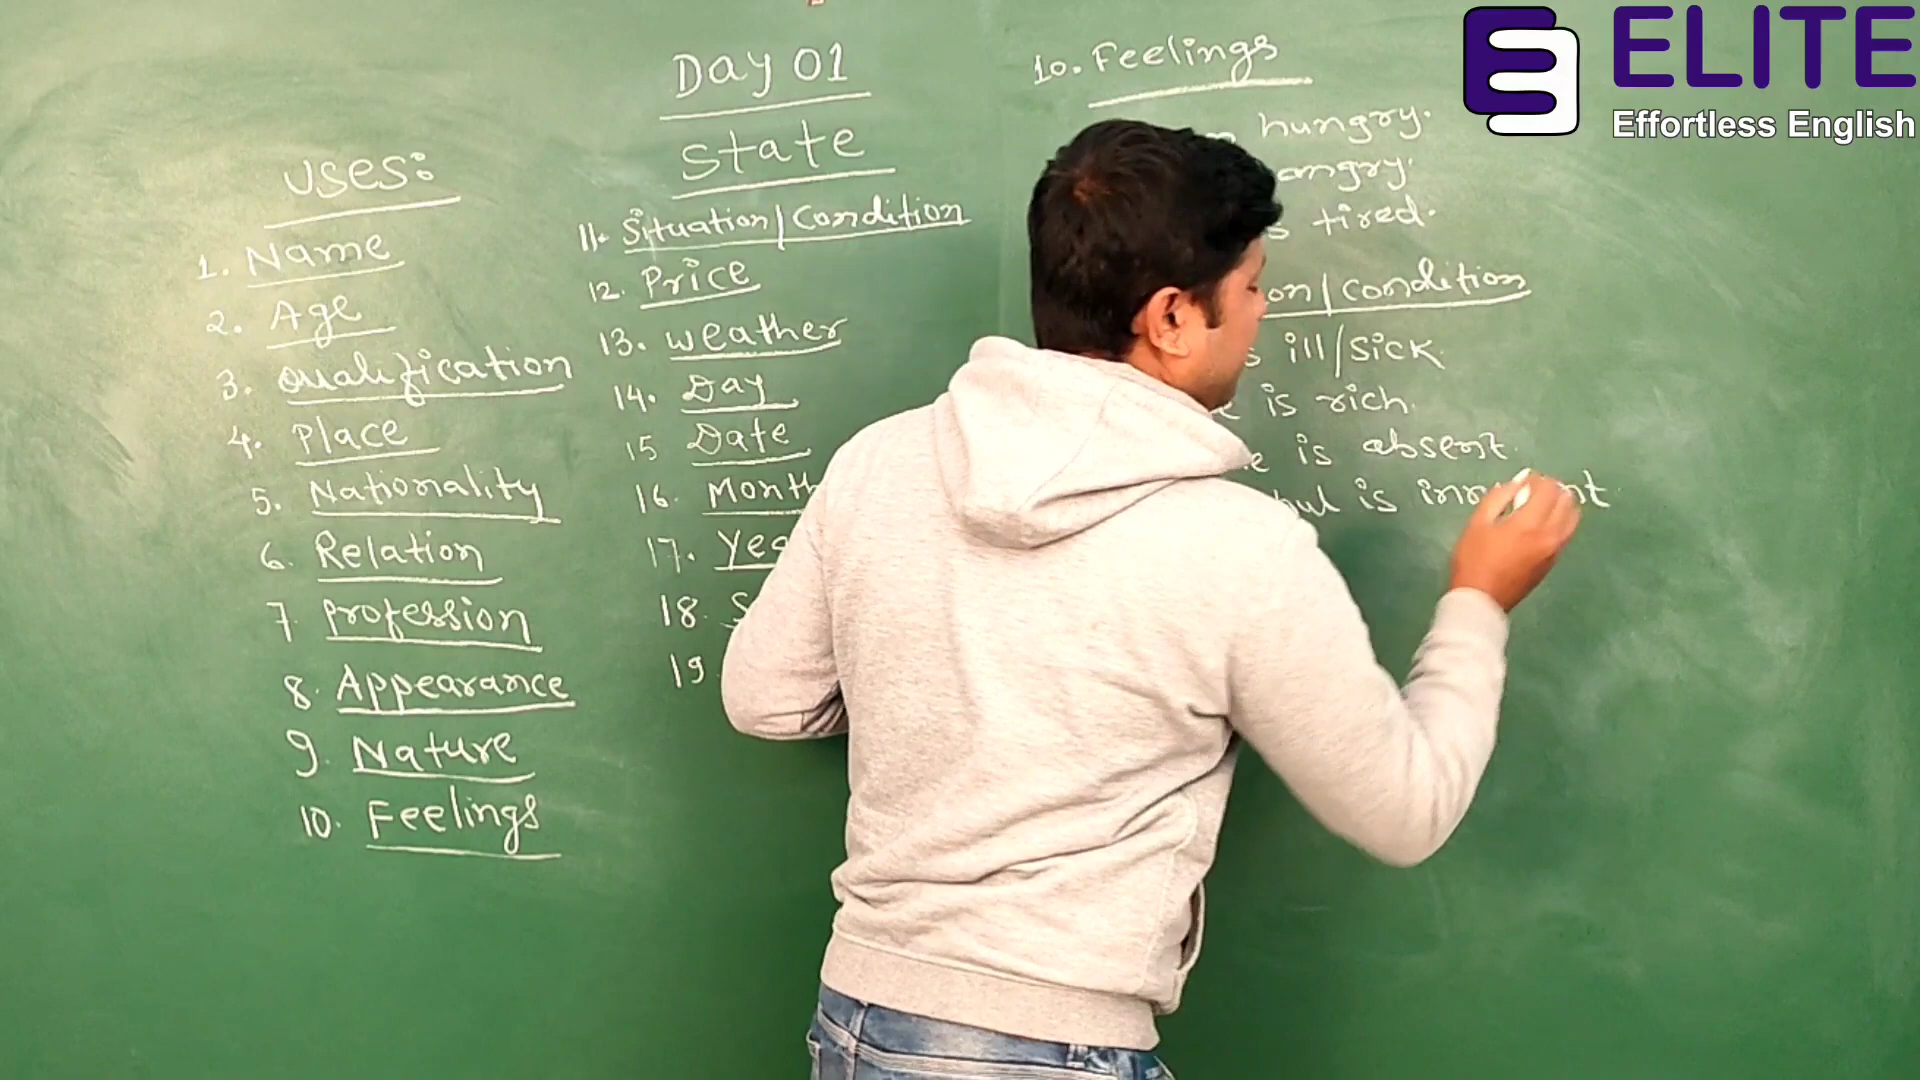 Day 01
State
Uses:
1. Name
2. Age
3. Qualification
4. Place
5. Nationality
6. Relation
7. Profession
8. Appearance
9. Nature
10. Feelings
11. Situation/Condition
12. Price
13. Weather
14. Day
15 Date
16. Month
17.
18.
19.
10. Feelings
hungry.
angry.
tired.
/condition
ill/sick.
is rich.
is absent.
is
ELITE
Effortless English